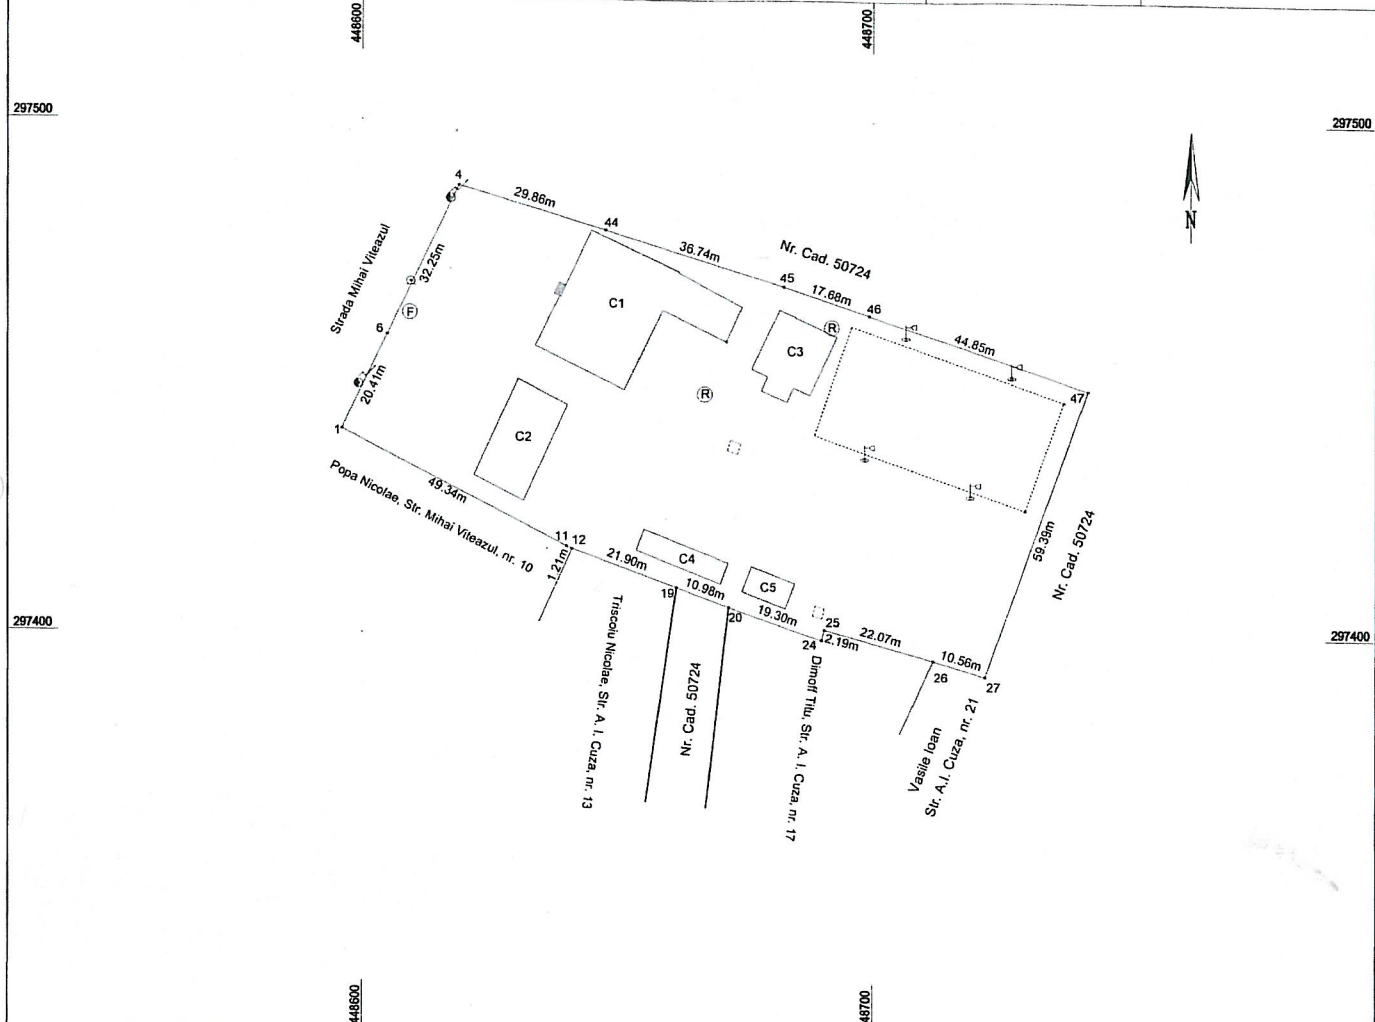 448600
448700
297500
297500
N
4
29.86m
44
36.74m
Nr. Cad. 50724
45
17.68m
46
44.85m
47
Strada Mihai Viteazul
32.25m
F
6
20.41m
1
C1
C3
R
R
C2
49.34m
Popa Nicolae, Str. Mihai Viteazul, nr. 10
11
12
1.21m
21.90m
C4
C5
19
10.98m
20
19.30m
24
25
2.19m
22.07m
26
10.56m
27
59.39m
Nr. Cad. 50724
297400
297400
Triscoiu Nicolae, Str. A. I. Cuza, nr. 13
Nr. Cad. 50724
Dimoff Titu, Str. A. I. Cuza, nr. 17
Vasile Ioan
Str. A.I. Cuza, nr. 21
448600
448700